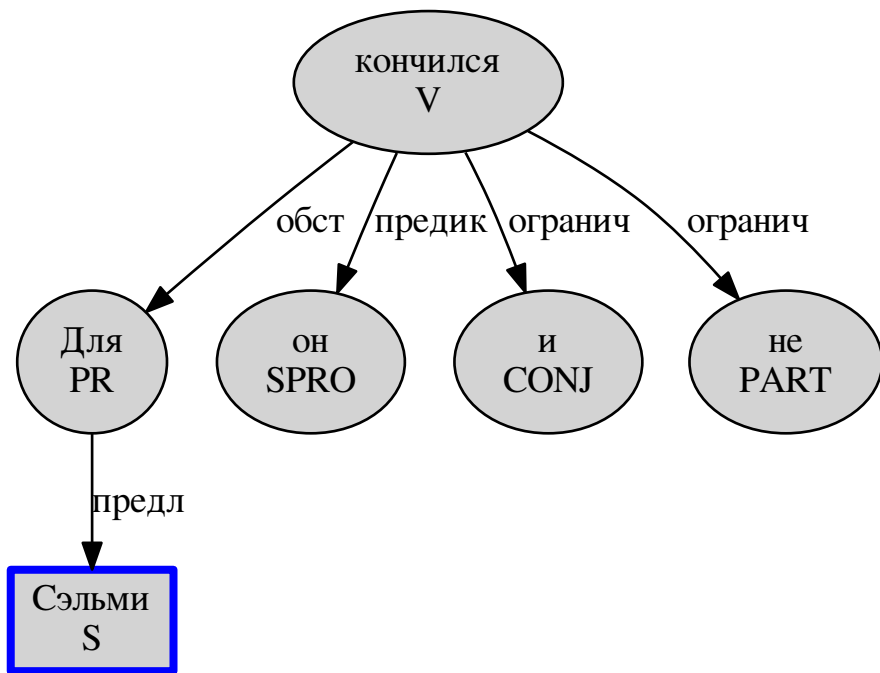 кончился
V
обст
предик
огранич
огранич
Для
PR
он
SPRO
и
CONJ
не
PART
предл
Сэльми
S